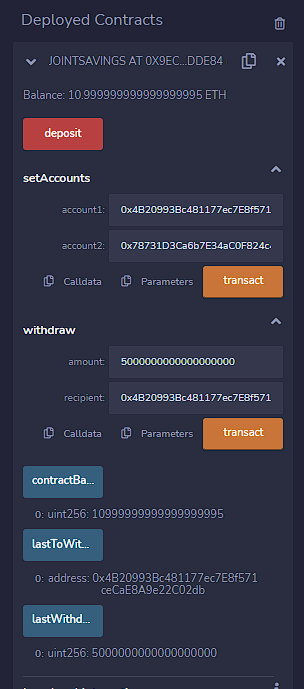 Deployed Contracts
JOINTSAVINGS AT 0X9EC...DDE84
Balance: 10.999999999999999995 ETH
deposit
setAccounts
account1: 0x4B20993Bc481177ec7E8f571
account2: 0x78731D3Ca6b7E34aC0F824c
Calldata Parameters transact
withdraw
amount: 5000000000000000000
recipient: 0x4B20993Bc481177ec7E8f571
Calldata Parameters transact
contractBa...
0: uint256: 10999999999999999995
lastToWit...
0: address: 0x4B20993Bc481177ec7E8f571
ceCaE8A9e22C02db
lastWithd...
0: uint256: 5000000000000000000